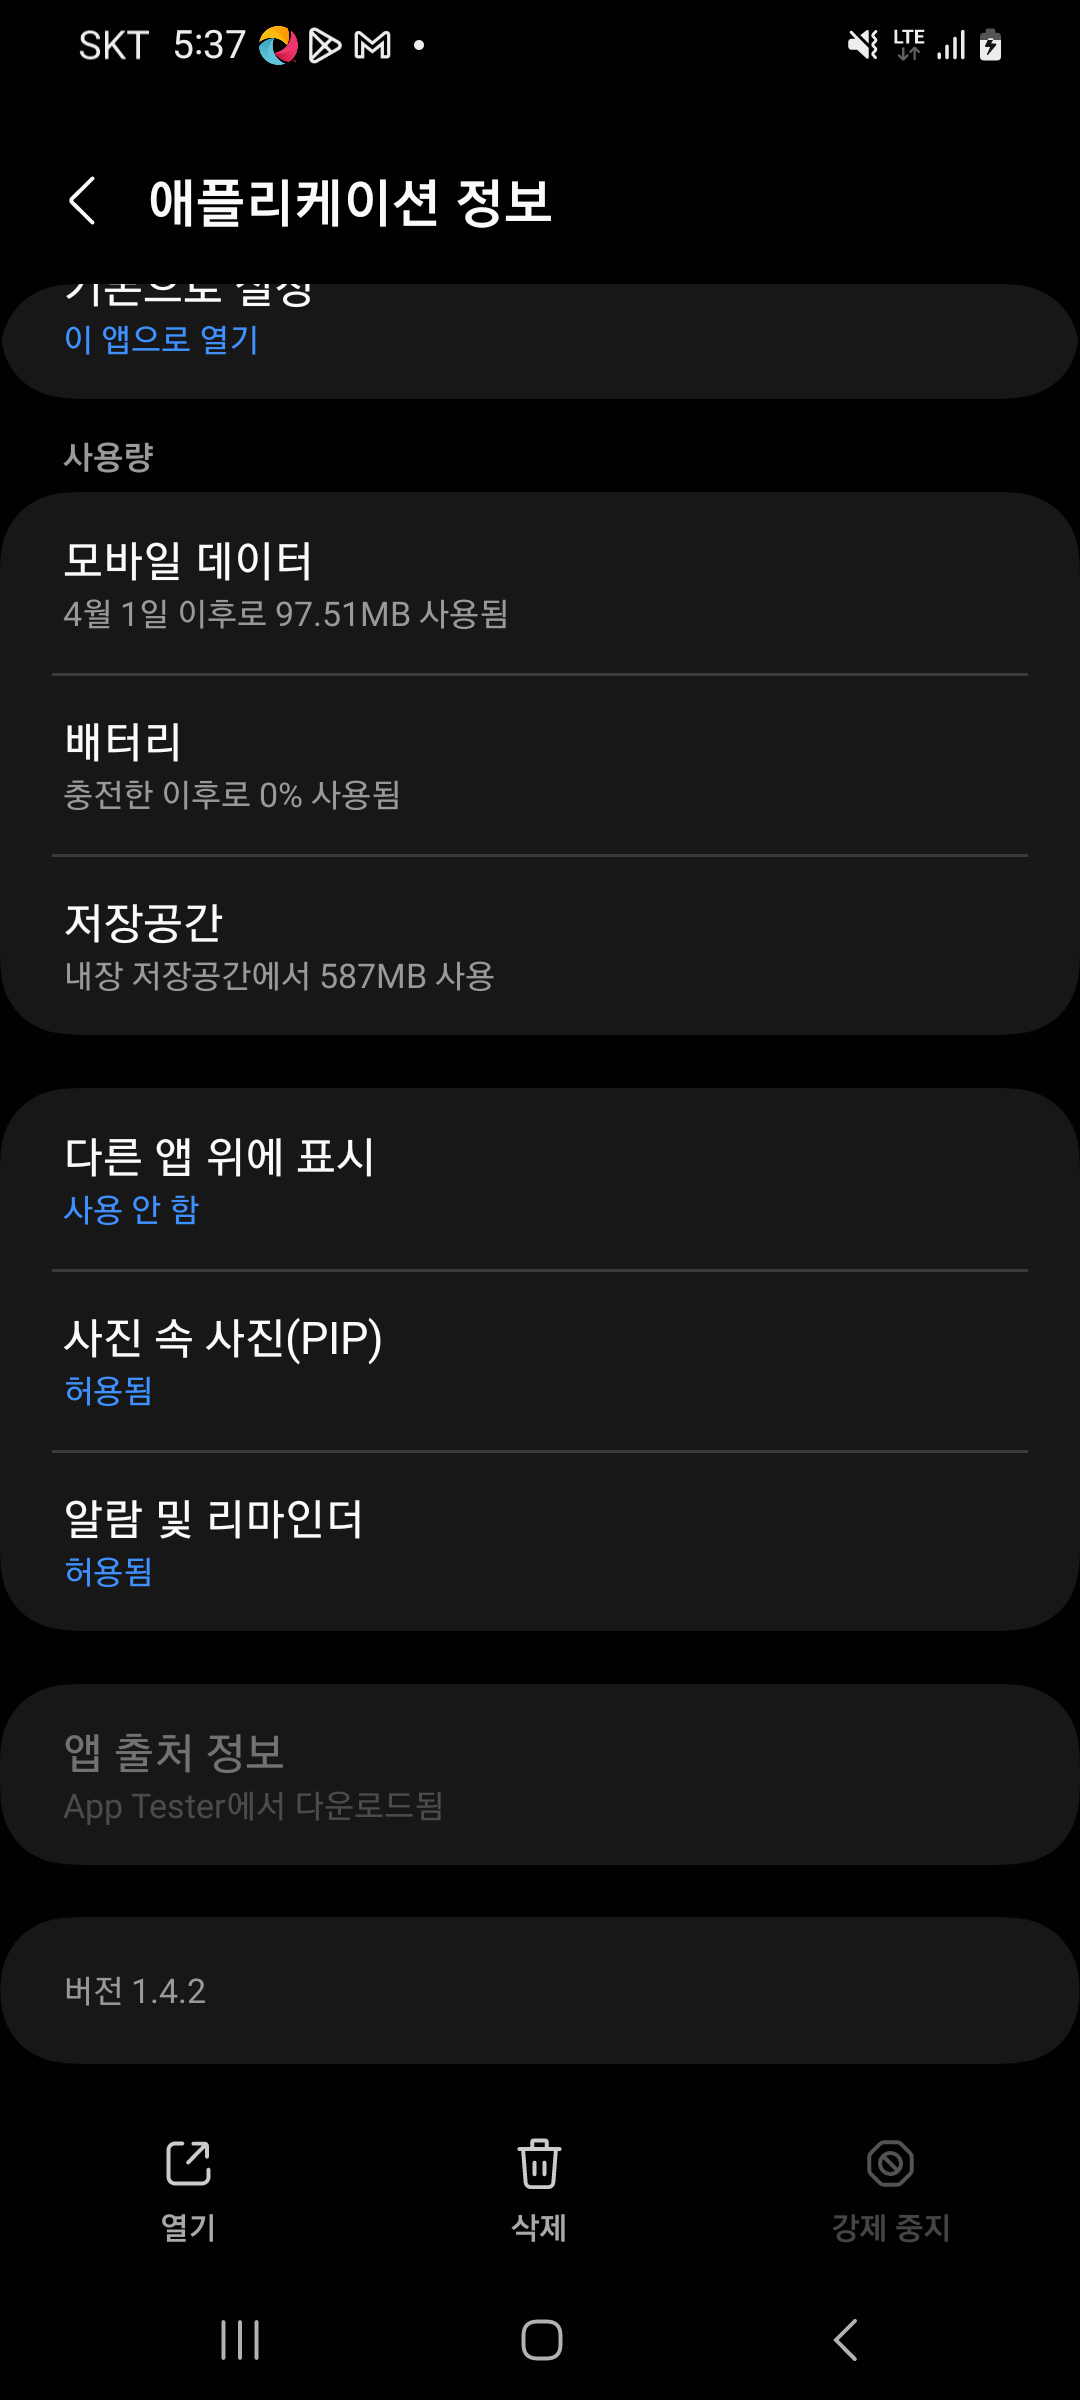 SKT 5:37
LTE
애플리케이션 정보
기본으로 설정
이 앱으로 열기
사용량
모바일 데이터
4월 1일 이후로 97.51MB 사용됨
배터리
충전한 이후로 0% 사용됨
저장공간
내장 저장공간에서 587MB 사용
다른 앱 위에 표시
사용 안 함
사진 속 사진(PIP)
허용됨
알람 및 리마인더
허용됨
앱 출처 정보
App Tester에서 다운로드됨
버전 1.4.2
열기
삭제
강제 중지